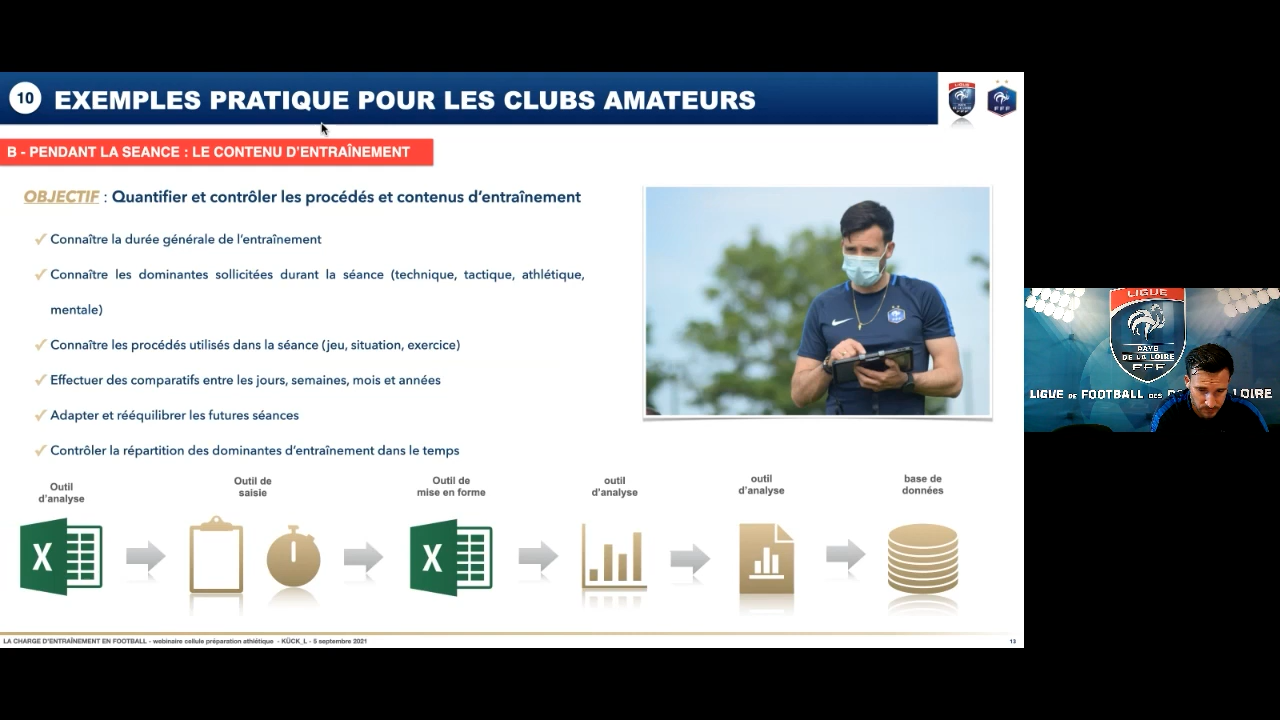 10
EXEMPLES PRATIQUE POUR LES CLUBS AMATEURS
B - PENDANT LA SEANCE : LE CONTENU D'ENTRAÎNEMENT
OBJECTIF : Quantifier et contrôler les procédés et contenus d'entraînement
Connaître la durée générale de l'entraînement
Connaître les dominantes sollicitées durant la séance (technique, tactique, athlétique,
mentale)
Connaître les procédés utilisés dans la séance (jeu, situation, exercice)
Effectuer des comparatifs entre les jours, semaines, mois et années
Adapter et rééquilibrer les futures séances
Contrôler la répartition des dominantes d'entraînement dans le temps
Outil
d'analyse
Outil de
saisie
Outil de
mise en forme
outil
d'analyse
outil
d'analyse
base de
données
X
X
LA CHARGE D'ENTRAÎNEMENT EN FOOTBALL - webinaire cellule préparation athlétique - KÜCK_L - 5 septembre 2021
13
FFF
LIGUE
PAYS
DE LA LOIRE
FFF
LIGUE DE FOOTBALL DES
LOIRE